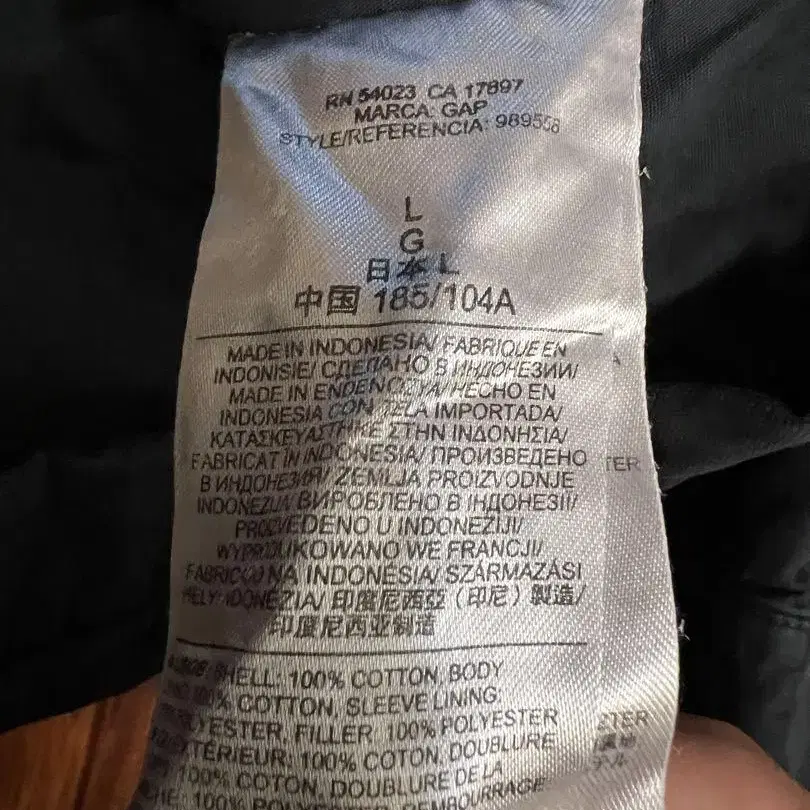 RN 54023 CA 17897
MARCA: GAP
STYLE/REFERENCIA: 989558
L
G
日本 L
中国 185/104A
MADE IN INDONESIA/ FABRIQUE EN
INDONISIE/ СДЕЛАНО В ИНДОНЕЗИИ/
MADE IN /HECHO EN
INDONESIA CON TELA IMPORTADA/
ΚΑΤΑΣΚΕΥΑΣΤΗΚΕ ΣΤΗΝ ΙΝΔΟΝΗΣΙΑ/
FABRICAT ÎN INDONESIA/ ПРОИЗВЕДЕНО
В ИНДОНЕЗИЯ/ ZEMLJA PROIZVODNJE
INDONEZIJA/ ВИРОБЛЕНО В ІНДОНЕЗІЇ/
PROIZVEDENO U INDONEZIJI/
WYPRODUKOWANO WE FRANCJI/
FABRICADO NA INDONESIA/ SZÁRMAZÁSI
HELY: INDONEZIA/ 印度尼西亞（印尼）製造/
印度尼西亚制造
SHELL: 100% COTTON, BODY
100% COTTON, SLEEVE LINING:
POLYESTER, FILLER, 100% POLYESTER
EXTÉRIEUR: 100% COTON, DOUBLURE
100% COTON, DOUBLURE DE LA
100% REMBOURRAGE: